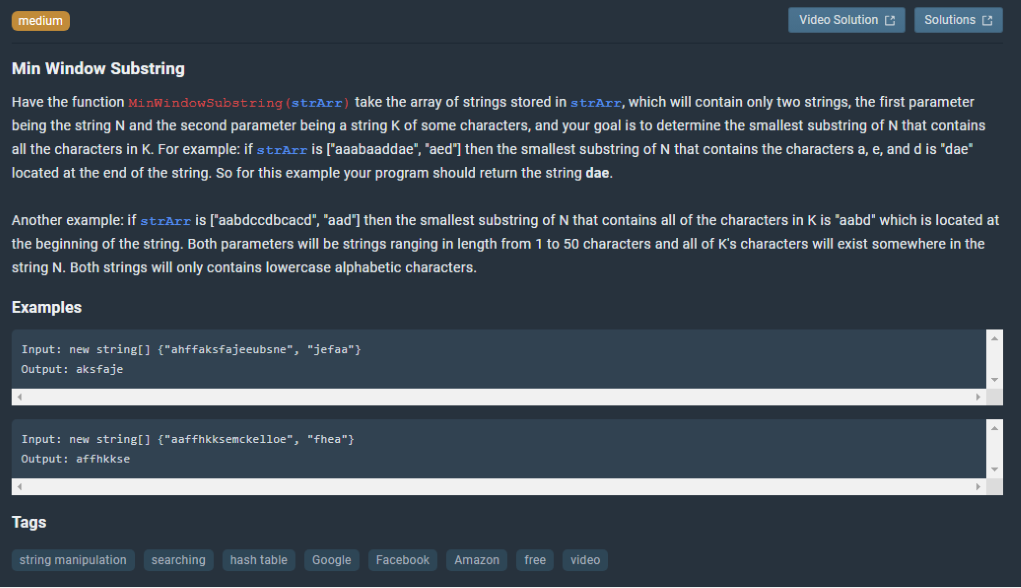 medium
Video Solution
Solutions
Min Window Substring
Have the function MinWindowSubstring(strArr) take the array of strings stored in strArr, which will contain only two strings, the first parameter
being the string N and the second parameter being a string K of some characters, and your goal is to determine the smallest substring of N that contains
all the characters in K. For example: if strArr is ["aaabaaddae", "aed"] then the smallest substring of N that contains the characters a, e, and d is "dae"
located at the end of the string. So for this example your program should return the string dae.
Another example: if strArr is ["aabdccdbcacd", "aad"] then the smallest substring of N that contains all of the characters in K is "aabd" which is located at
the beginning of the string. Both parameters will be strings ranging in length from 1 to 50 characters and all of K's characters will exist somewhere in the
string N. Both strings will only contains lowercase alphabetic characters.
Examples
Input: new string[] {"ahffaksfajeeubsne", "jefaa"}
Output: aksfaje
Input: new string[] {"aaffhkksemckelloe", "fhea"}
Output: affhkkse
Tags
string manipulation
searching
hash table
Google
Facebook
Amazon
free
video